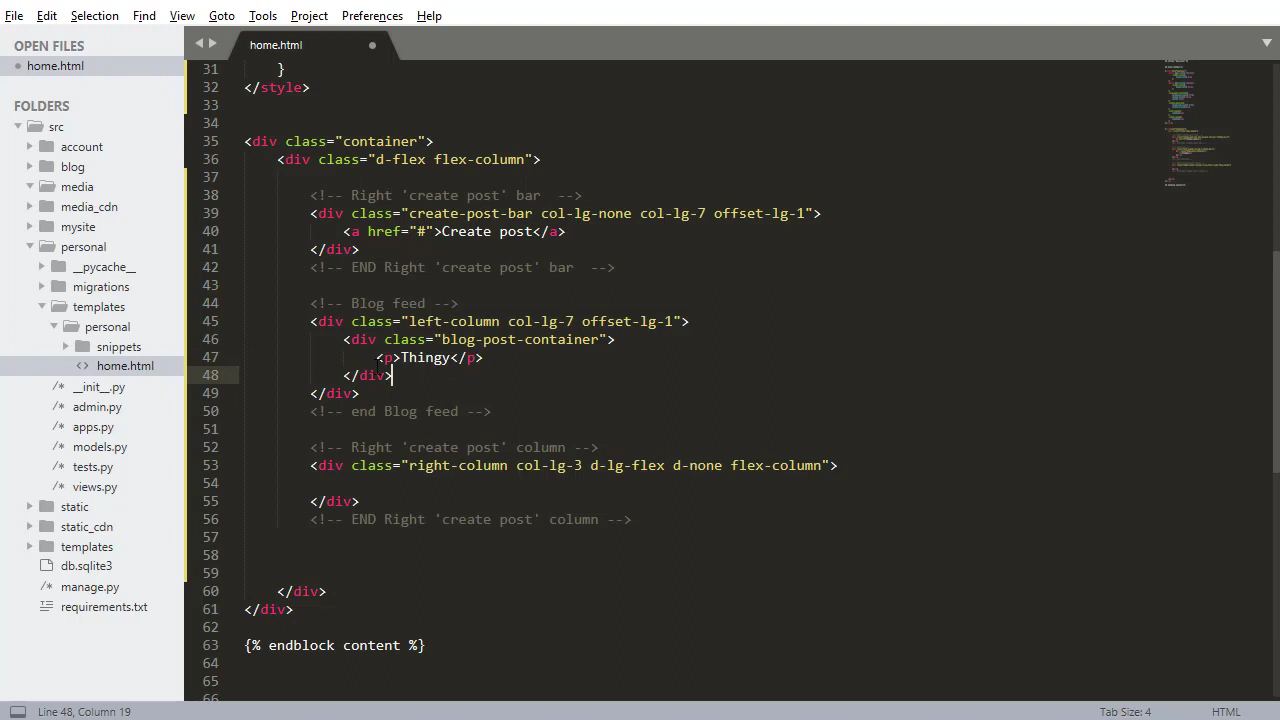 File Edit Selection Find View Goto Tools Project Preferences Help
OPEN FILES
home.html
FOLDERS
src
account
blog
media
media_cdn
mysite
personal
__pycache__
migrations
templates
personal
snippets
<> home.html
/* __init__.py
/* admin.py
/* apps.py
/* models.py
/* tests.py
/* views.py
static
static_cdn
templates
db.sqlite3
/* manage.py
requirements.txt
home.html
31 }
32 </style>
33
34
35 <div class="container">
36 <div class="d-flex flex-column">
37
38 <!-- Right 'create post' bar -->
39 <div class="create-post-bar col-lg-none col-lg-7 offset-lg-1">
40 <a href="#">Create post</a>
41 </div>
42 <!-- END Right 'create post' bar -->
43
44 <!-- Blog feed -->
45 <div class="left-column col-lg-7 offset-lg-1">
46 <div class="blog-post-container">
47 <p>Thingy</p>
48 </div>
49 </div>
50 <!-- end Blog feed -->
51
52 <!-- Right 'create post' column -->
53 <div class="right-column col-lg-3 d-lg-flex d-none flex-column">
54
55 </div>
56 <!-- END Right 'create post' column -->
57
58
59
60 </div>
61 </div>
62
63 {% endblock content %}
64
65
66
Line 48, Column 19 Tab Size: 4 HTML